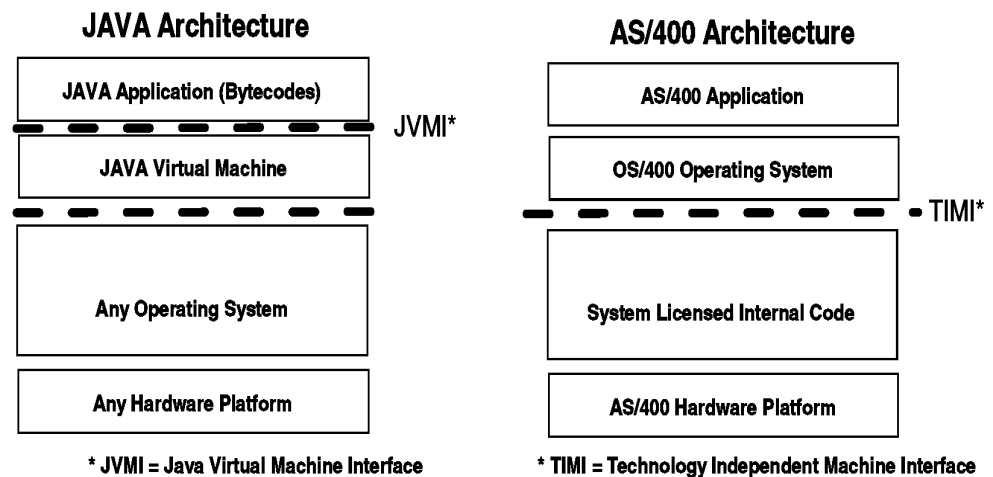 JAVA Architecture
JAVA Application (Bytecodes)
JVMI*
JAVA Virtual Machine
Any Operating System
Any Hardware Platform
* JVMI = Java Virtual Machine Interface
AS/400 Architecture
AS/400 Application
OS/400 Operating System
TIMI*
System Licensed Internal Code
AS/400 Hardware Platform
* TIMI = Technology Independent Machine Interface